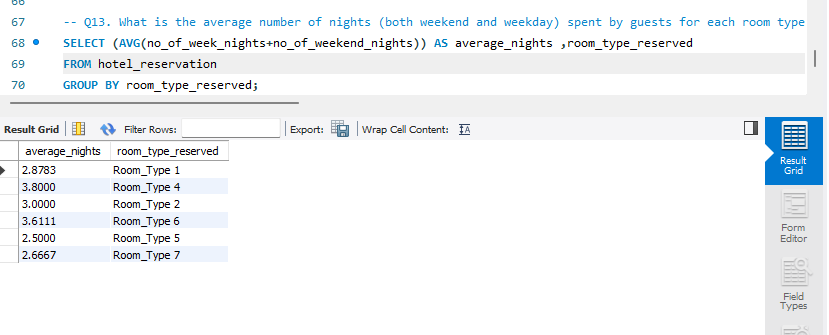 66
67 -- Q13. What is the average number of nights (both weekend and weekday) spent by guests for each room type
68 SELECT (AVG(no_of_week_nights+no_of_weekend_nights)) AS average_nights ,room_type_reserved
69 FROM hotel_reservation
70 GROUP BY room_type_reserved;
Result Grid Filter Rows: Export: Wrap Cell Content: IA
average_nights room_type_reserved
2.8783 Room_Type 1
3.8000 Room_Type 4
3.0000 Room_Type 2
3.6111 Room_Type 6
2.5000 Room_Type 5
2.6667 Room_Type 7
Result
Grid
Form
Editor
Field
Types